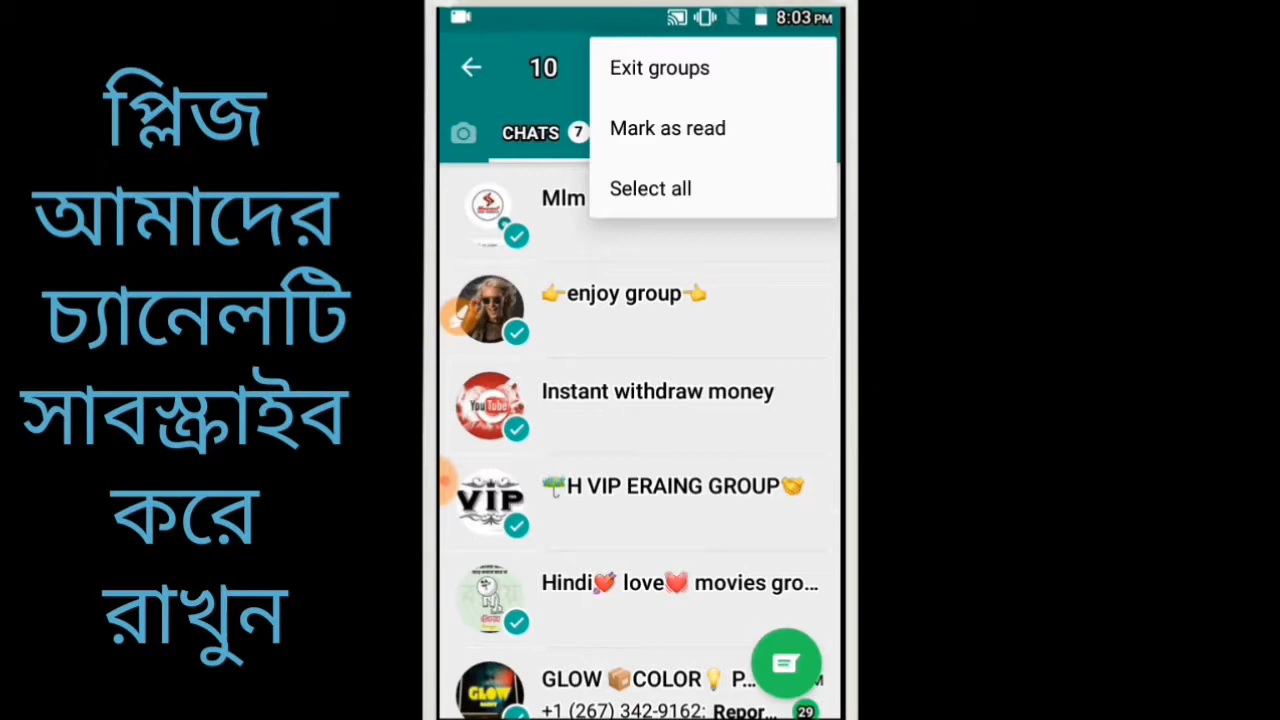 প্লিজ
আমাদের
চ্যানেলটি
সাবস্ক্রাইব
করে
রাখুন
8:03 PM
10
Exit groups
Mark as read
Select all
CHATS 7
Mlm
👉enjoy group👈
Instant withdraw money
YouTube
☔H VIP ERAING GROUP🤝
VIP
Hindi💘 love💓 movies gro...
GLOW 📦COLOR💡 P... M
GLOW
+1 (267) 342-9162: Repor... 29